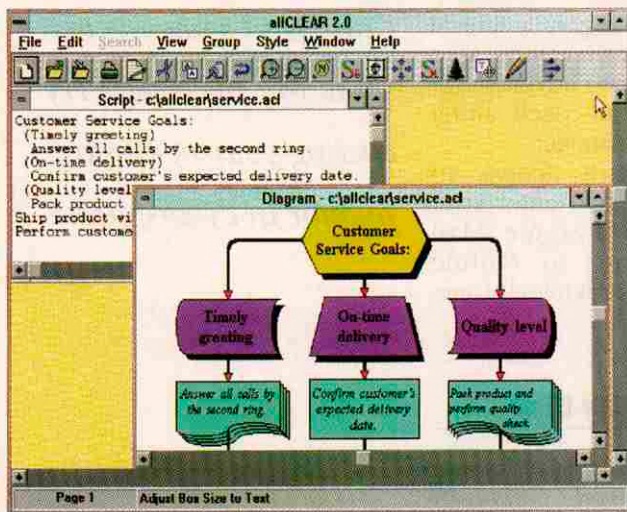 allCLEAR 2.0
File Edit Search View Group Style Window Help
Script - c:\allclear\service.acl
Customer Service Goals:
(Timely greeting)
Answer all calls by the second ring
(On-time delivery)
Confirm customer's expected delivery date.
(Quality level
Pack product
Ship product wi
Perform custome
Diagram - c:\allclear\service.acl
Customer
Service Goals:
Timely
greeting
On-time
delivery
Quality level
Answer all calls by
the second ring.
Confirm customer's
expected delivery
date.
Pack product and
perform quality
check.
Page 1 Adjust Box Size to Text